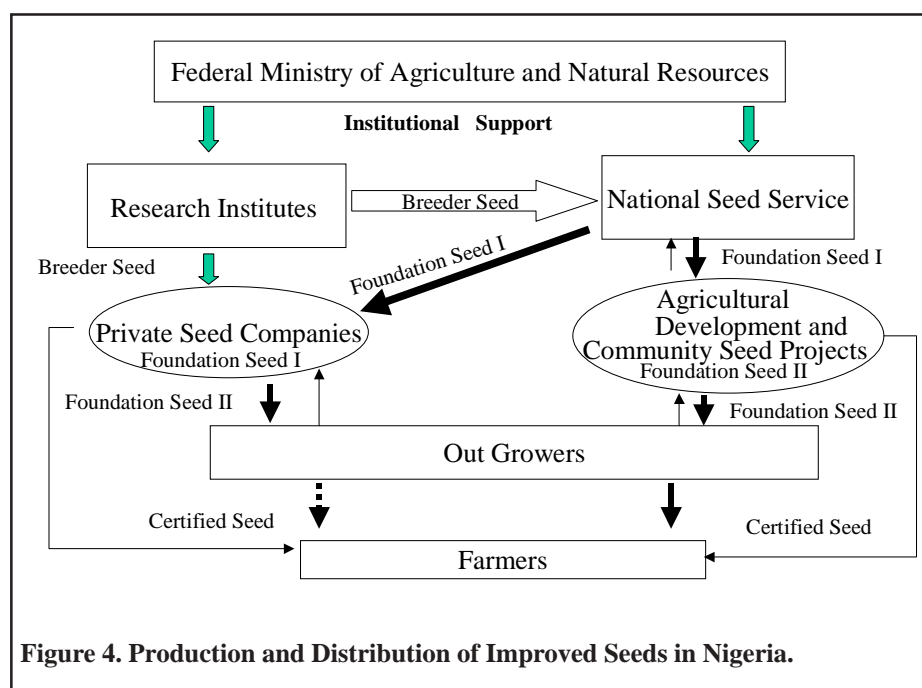 Federal Ministry of Agriculture and Natural Resources
Institutional Support
Research Institutes
Breeder Seed
National Seed Service
Breeder Seed
Foundation Seed I
Foundation Seed I
Private Seed Companies
Foundation Seed I
Agricultural
Development and
Community Seed Projects
Foundation Seed II
Foundation Seed II
Foundation Seed II
Out Growers
Certified Seed
Certified Seed
Farmers
Figure 4. Production and Distribution of Improved Seeds in Nigeria.